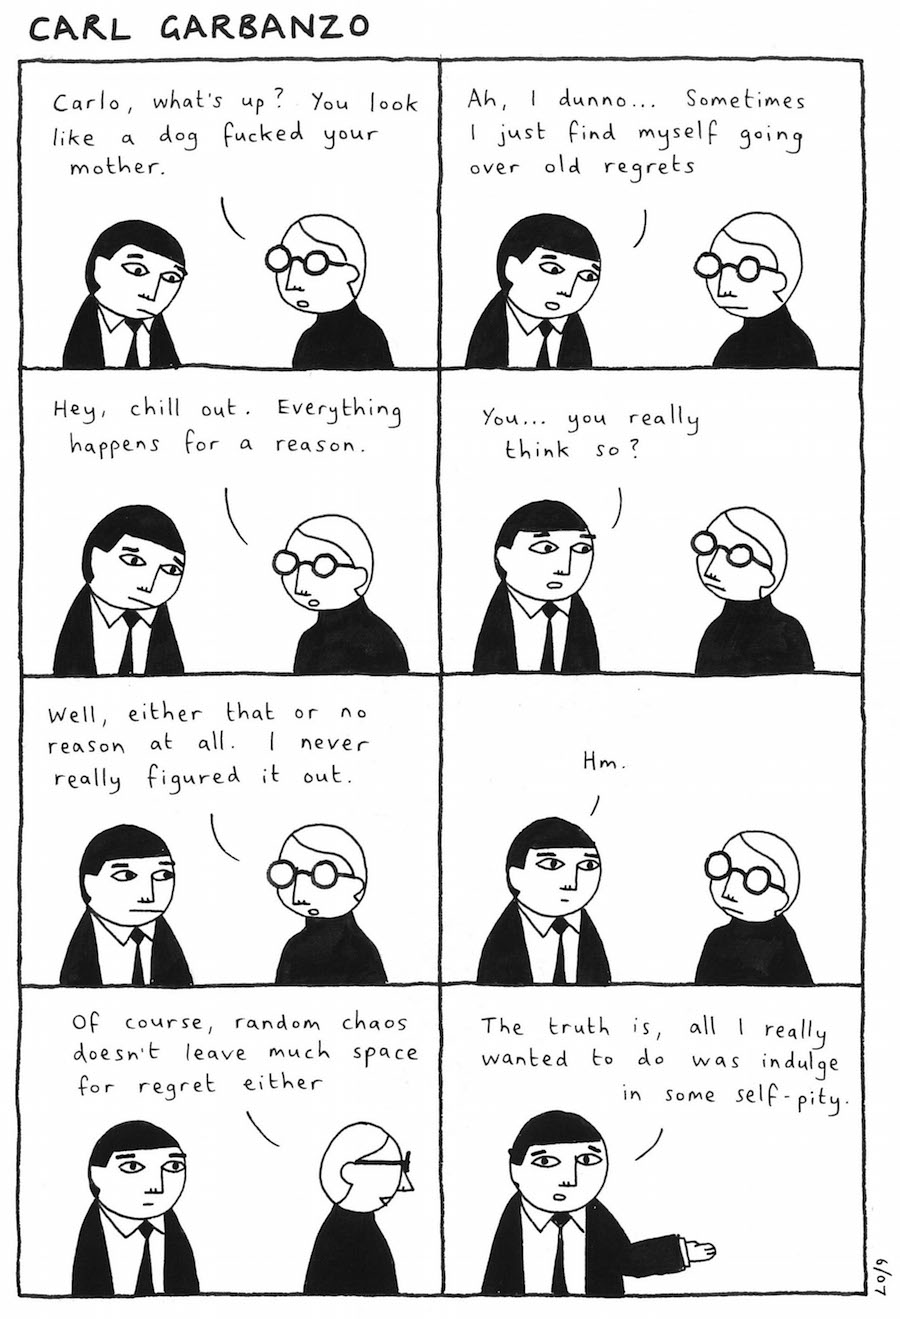 CARL GARBANZO
Carlo, what's up? You look
like a dog fucked your
mother.
Ah, I dunno... Sometimes
I just find myself going
over old regrets
Hey, chill out. Everything
happens for a reason.
You... you really
think so?
Well, either that or no
reason at all. I never
really figured it out.
Hm.
Of course, random chaos
doesn't leave much space
for regret either
The truth is, all I really
wanted to do was indulge
in some self-pity.
6/07